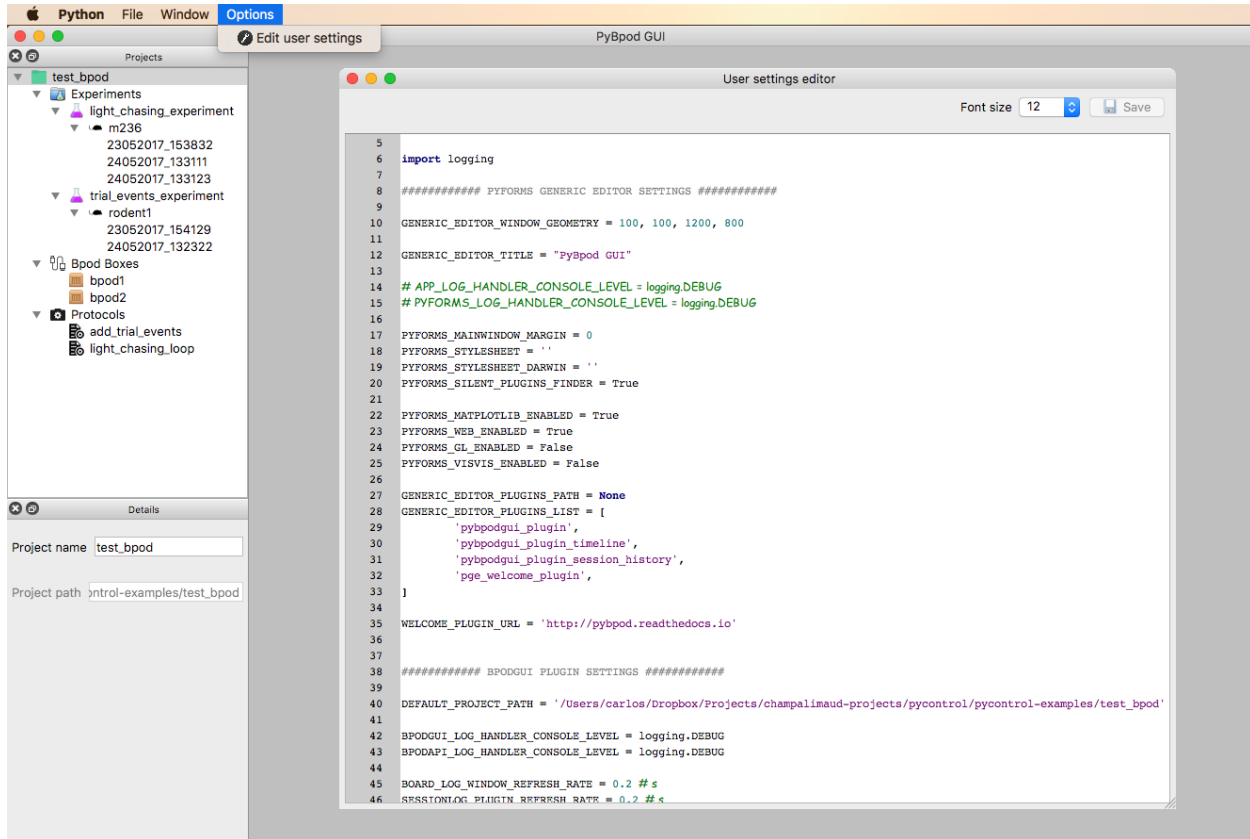 Python File Window Options
Edit user settings
PyBpod GUI
Projects
test_bpod
Experiments
light_chasing_experiment
m236
23052017_153832
24052017_133111
24052017_133123
trial_events_experiment
rodent1
23052017_154129
24052017_132322
Bpod Boxes
bpod1
bpod2
Protocols
add_trial_events
light_chasing_loop
Details
Project name test_bpod
Project path ontrol-examples/test_bpod
User settings editor
Font size 12 Save
5
6 import logging
7
8 ############ PYFORMS GENERIC EDITOR SETTINGS ############
9
10 GENERIC_EDITOR_WINDOW_GEOMETRY = 100, 100, 1200, 800
11
12 GENERIC_EDITOR_TITLE = "PyBpod GUI"
13
14 # APP_LOG_HANDLER_CONSOLE_LEVEL = logging.DEBUG
15 # PYFORMS_LOG_HANDLER_CONSOLE_LEVEL = logging.DEBUG
16
17 PYFORMS_MAINWINDOW_MARGIN = 0
18 PYFORMS_STYLESHEET = ''
19 PYFORMS_STYLESHEET_DARWIN = ''
20 PYFORMS_SILENT_PLUGINS_FINDER = True
21
22 PYFORMS_MATPLOTLIB_ENABLED = True
23 PYFORMS_WEB_ENABLED = True
24 PYFORMS_GL_ENABLED = False
25 PYFORMS_VISVIS_ENABLED = False
26
27 GENERIC_EDITOR_PLUGINS_PATH = None
28 GENERIC_EDITOR_PLUGINS_LIST = [
29 'pybpodgui_plugin',
30 'pybpodgui_plugin_timeline',
31 'pybpodgui_plugin_session_history',
32 'pge_welcome_plugin',
33 ]
34
35 WELCOME_PLUGIN_URL = 'http://pybpod.readthedocs.io'
36
37
38 ############ BPODGUI PLUGIN SETTINGS ############
39
40 DEFAULT_PROJECT_PATH = '/Users/carlos/Dropbox/Projects/champalimaud-projects/pycontrol/pycontrol-examples/test_bpod'
41
42 BPODGUI_LOG_HANDLER_CONSOLE_LEVEL = logging.DEBUG
43 BPODAPI_LOG_HANDLER_CONSOLE_LEVEL = logging.DEBUG
44
45 BOARD_LOG_WINDOW_REFRESH_RATE = 0.2 # s
46 SESSIONLOG_PLUGIN_REFRESH_RATE = 0.2 # s